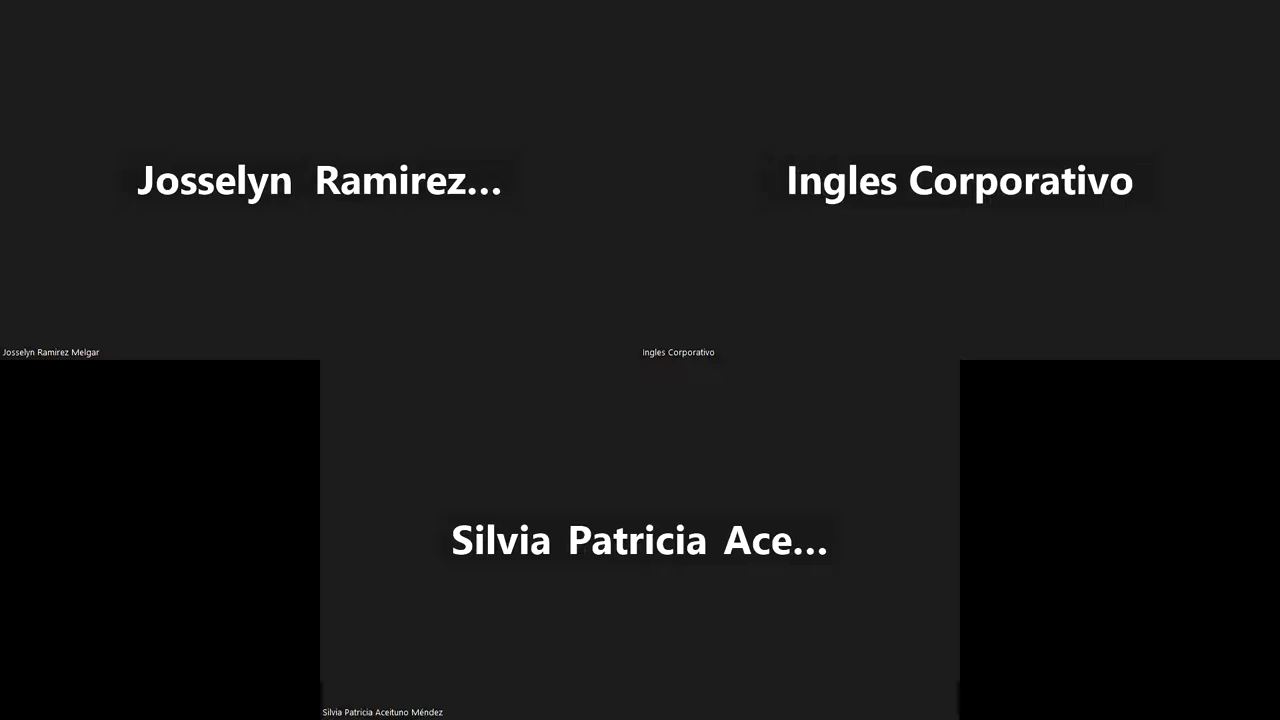 Josselyn Ramirez...
Ingles Corporativo
Josselyn Ramirez Melgar
Ingles Corporativo
Silvia Patricia Ace...
Silvia Patricia Aceituno Méndez